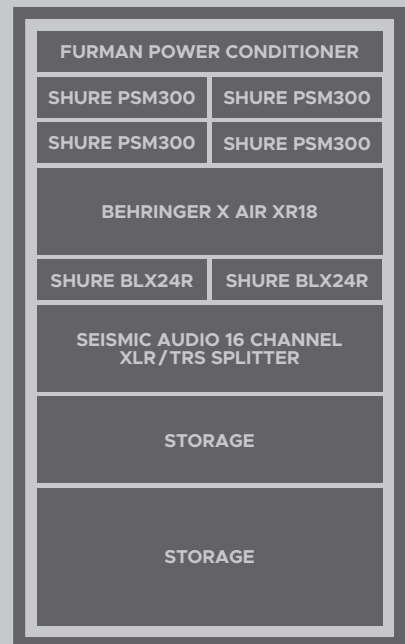 FURMAN POWER CONDITIONER
SHURE PSM300 SHURE PSM300
SHURE PSM300 SHURE PSM300
BEHRINGER X AIR XR18
SHURE BLX24R SHURE BLX24R
SEISMIC AUDIO 16 CHANNEL
XLR/TRS SPLITTER
STORAGE
STORAGE